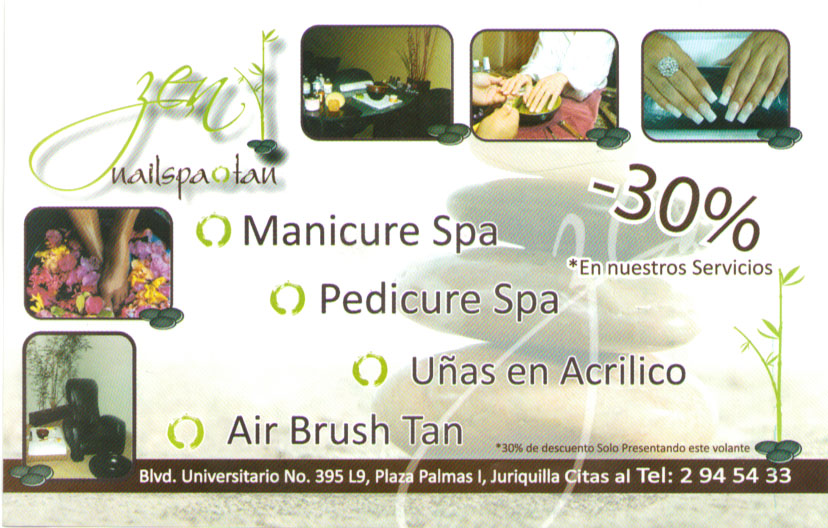 zen
nailspa tan
-30%
*En nuestros Servicios
Manicure Spa
Pedicure Spa
Uñas en Acrilico
Air Brush Tan
*30% de descuento Solo Presentando este volante
Blvd. Universitario No. 395 L9, Plaza Palmas I, Juriquilla Citas al Tel: 2 94 54 33